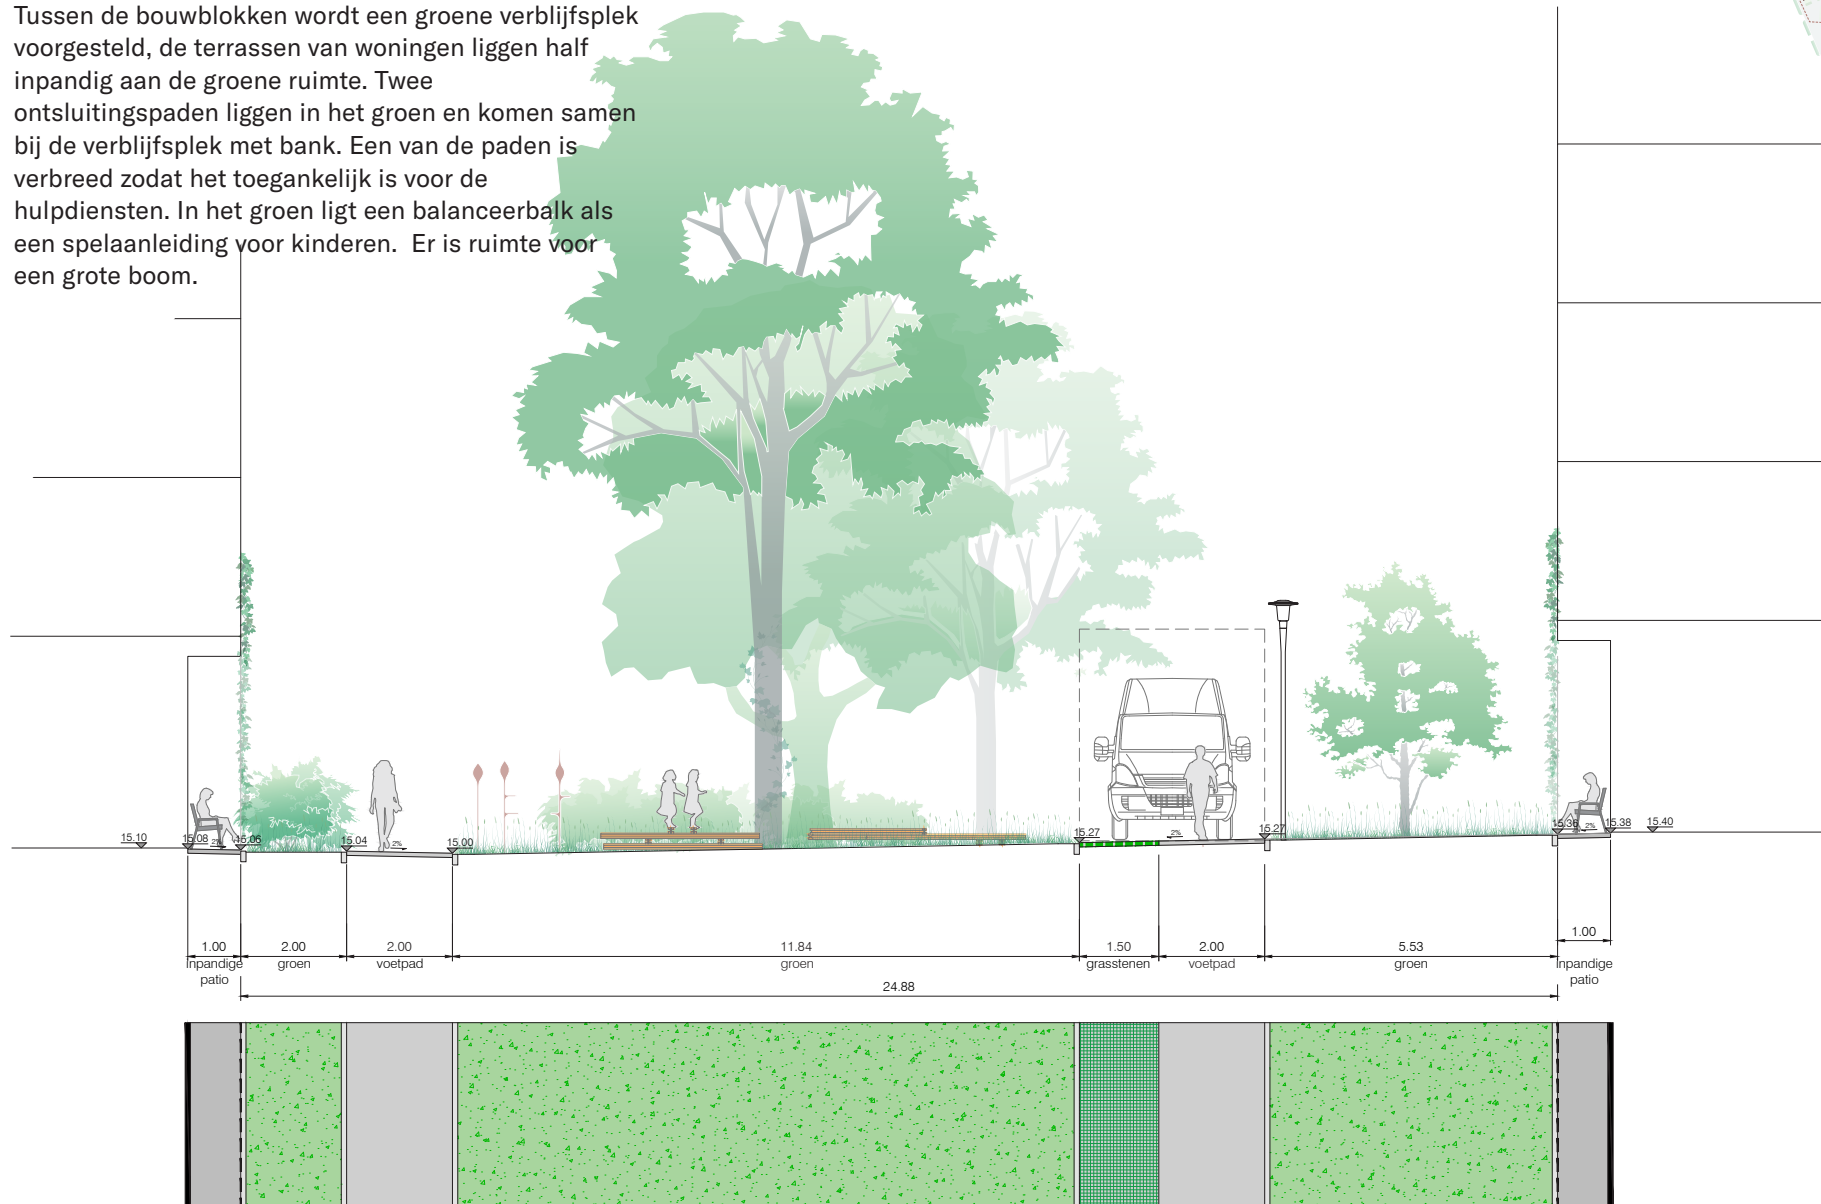 Tussen de bouwblokken wordt een groene verblijfsplek
voorgesteld, de terrassen van woningen liggen half
inpandig aan de groene ruimte. Twee
ontsluitingspaden liggen in het groen en komen samen
bij de verblijfsplek met bank. Een van de paden is
verbreed zodat het toegankelijk is voor de
hulpdiensten. In het groen ligt een balanceerbalk als
een spelaanleiding voor kinderen.  Er is ruimte voor
een grote boom.
15.10 15.08 2% 15.06 15.04 2% 15.00 15.27 2% 15.27 15.36 2% 15.38 15.40
1.00 2.00 2.00 11.84 1.50 2.00 5.53 1.00
inpandige groen voetpad groen grasstenen voetpad groen inpandige
patio patio
24.88